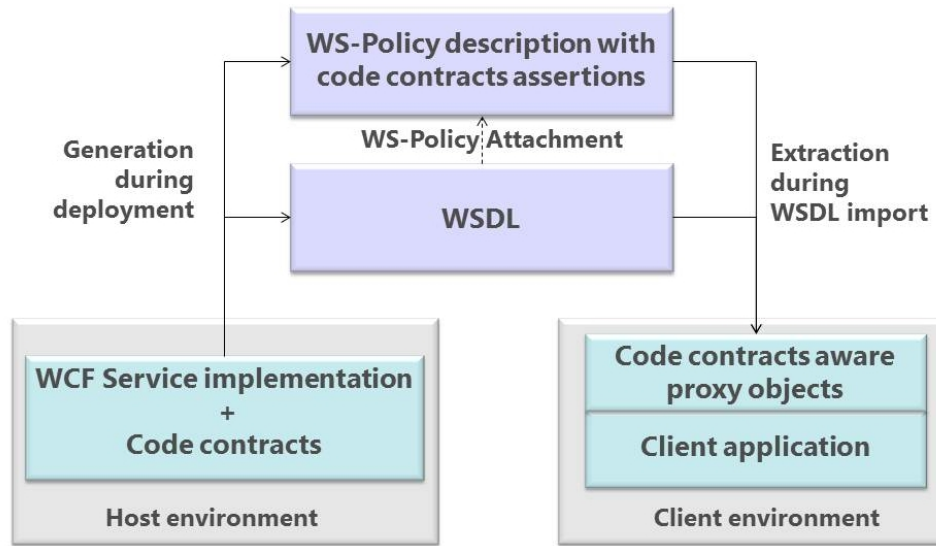 WS-Policy description with
code contracts assertions
WS-Policy Attachment
Generation
during
deployment
WSDL
Extraction
during
WSDL import
WCF Service implementation
+
Code contracts
Host environment
Code contracts aware
proxy objects
Client application
Client environment